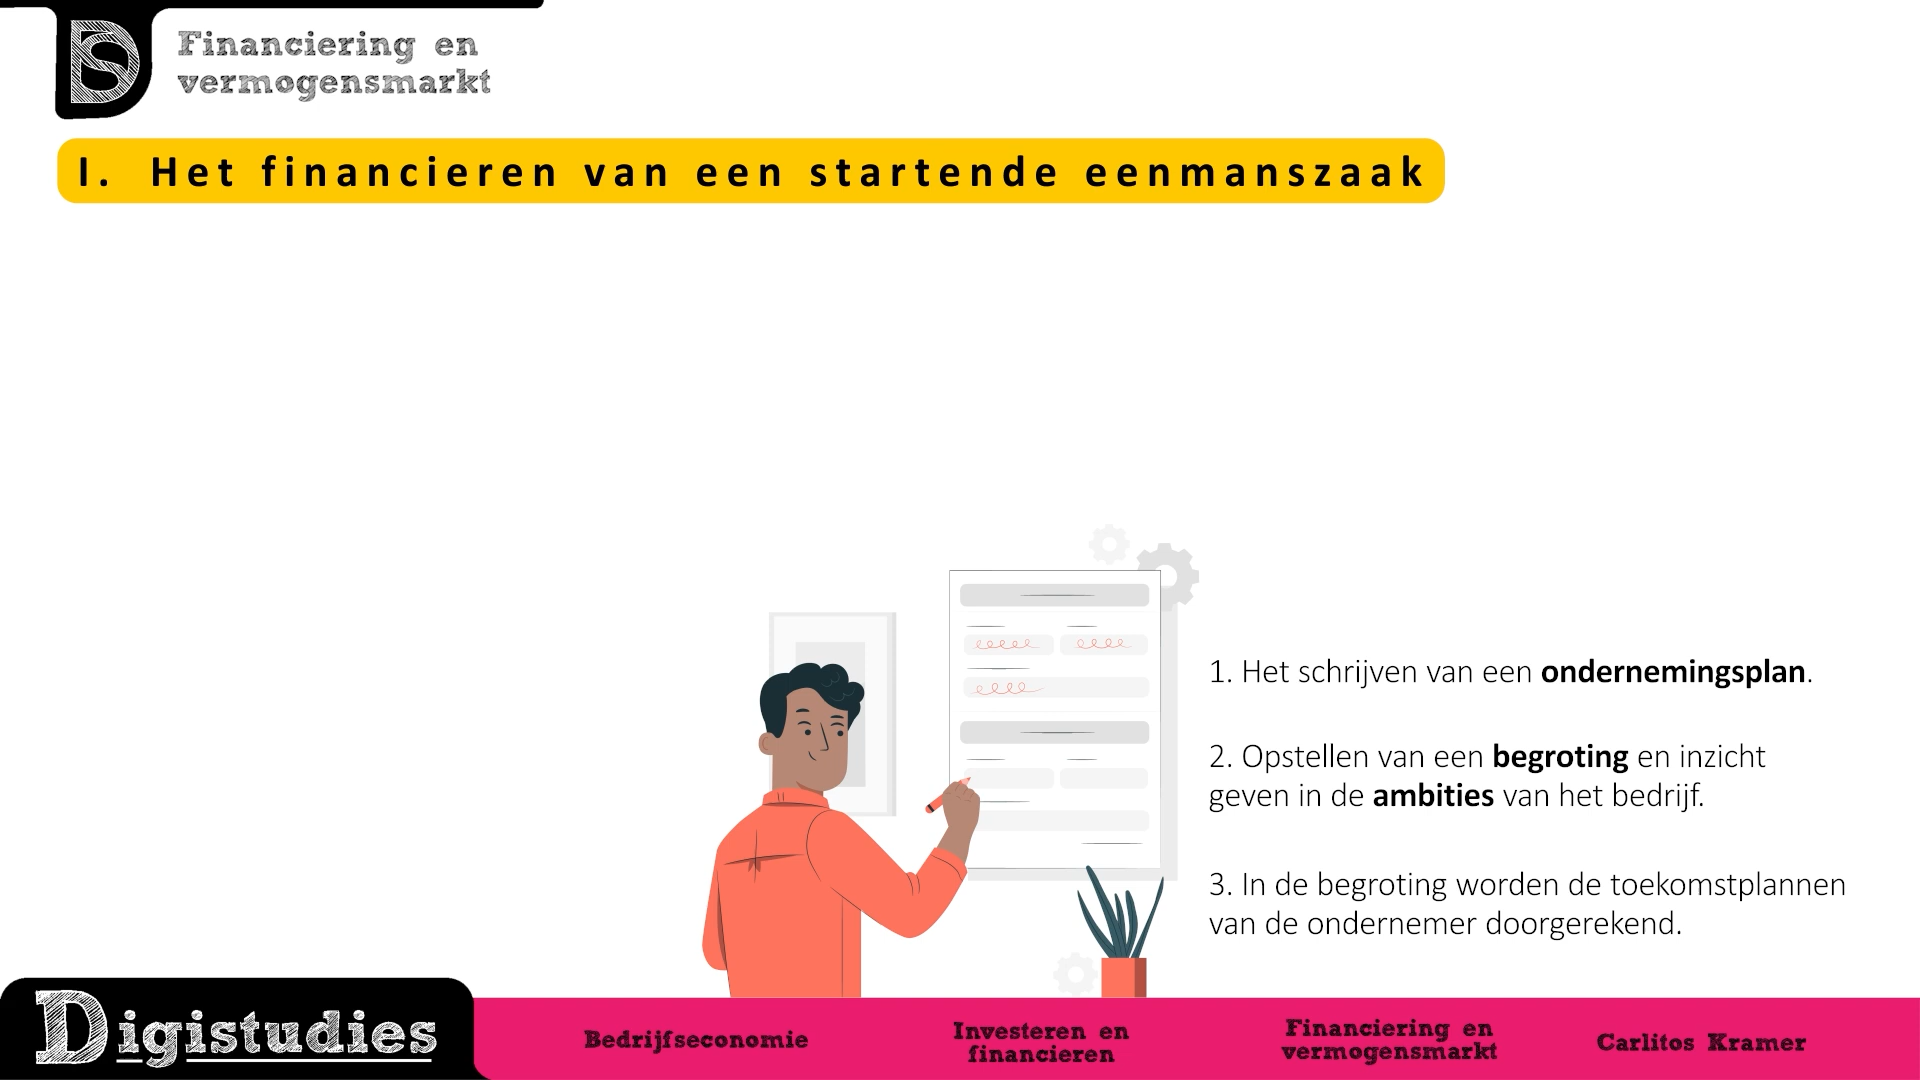 DS
Financiering en
vermogensmarkt
I. Het financieren van een startende eenmanszaak
1. Het schrijven van een ondernemingsplan.
2. Opstellen van een begroting en inzicht
geven in de ambities van het bedrijf.
3. In de begroting worden de toekomstplannen
van de ondernemer doorgerekend.
Digistudies
Bedrijfseconomie
Investeren en
financieren
Financiering en
vermogensmarkt
Carlitos Kramer